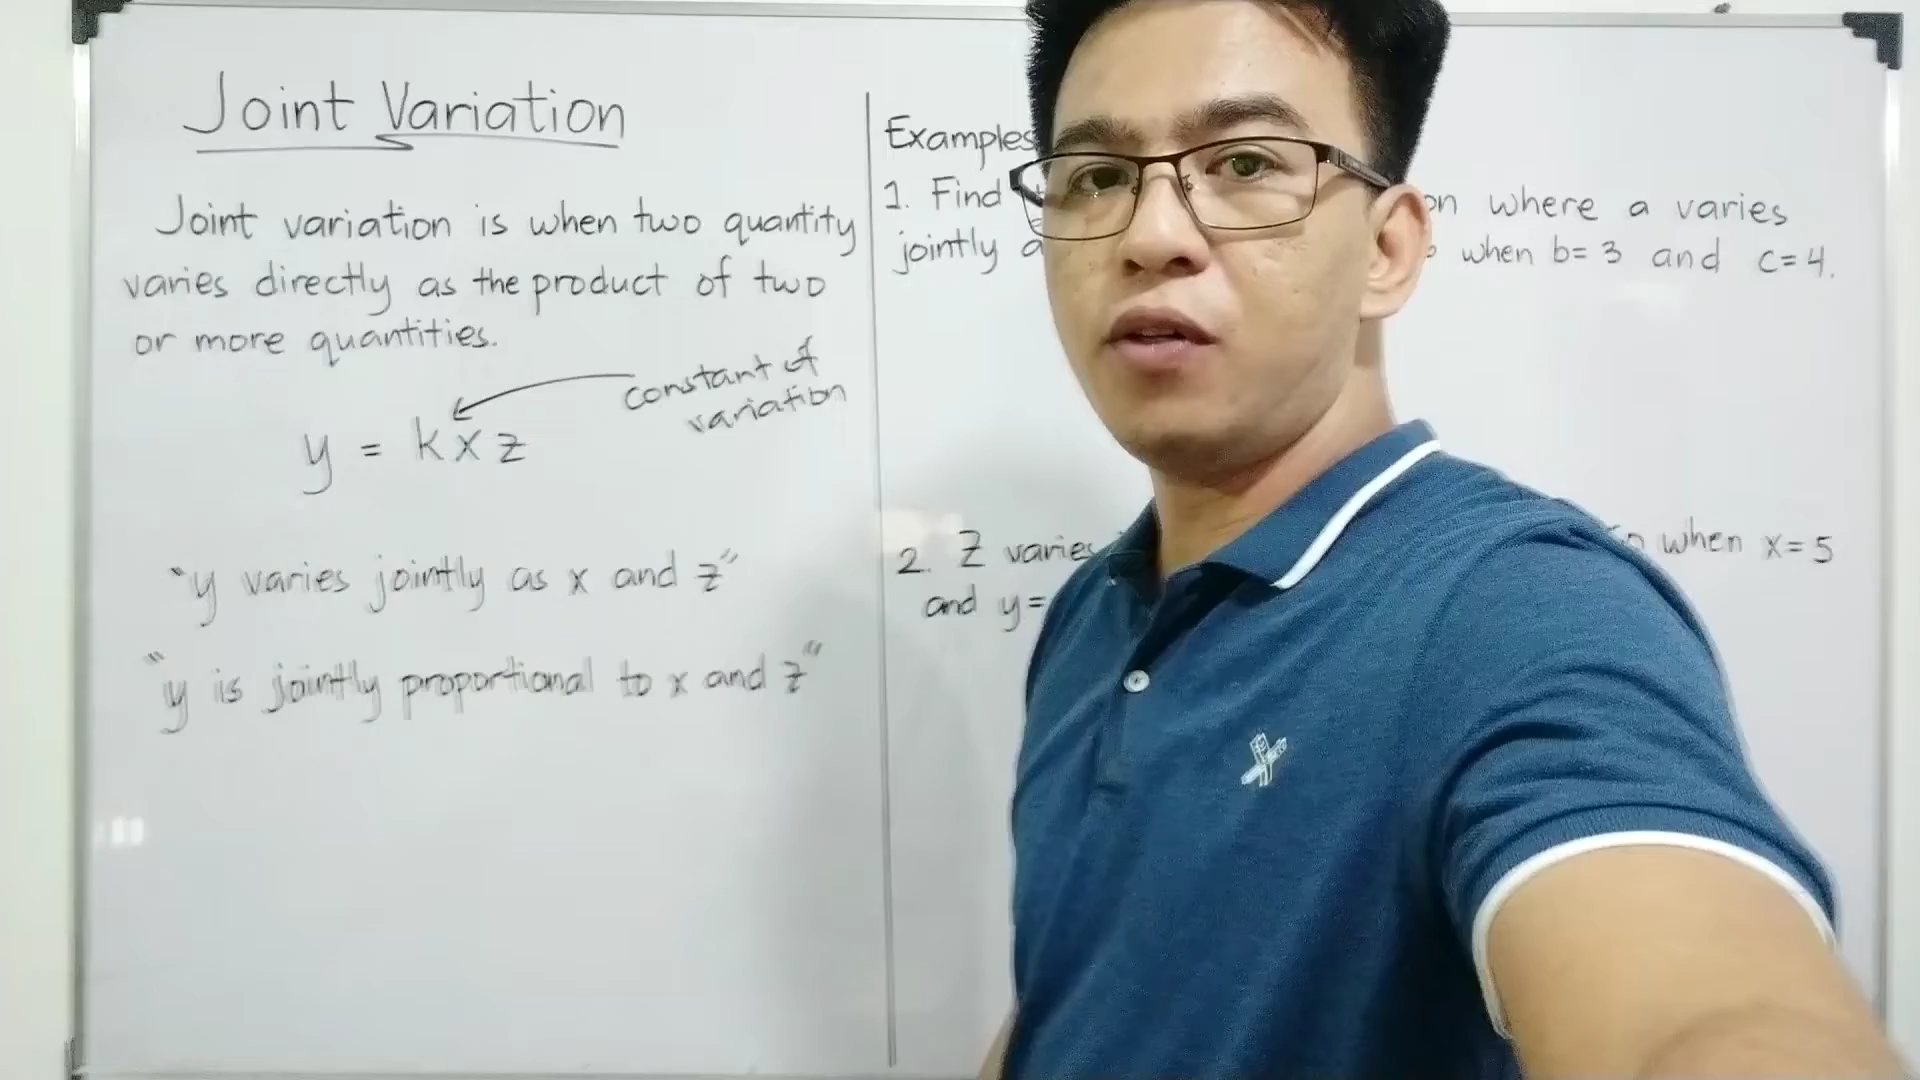 Joint Variation
Joint variation is when two quantity
varies directly as the product of two
or more quantities.
constant of
variation
y = kxz
"y varies jointly as x and z"
"y is jointly proportional to x and z"
Examples
1. Find where a varies
jointly when b=3 and c=4.
2. Z varies when x=5
and y=